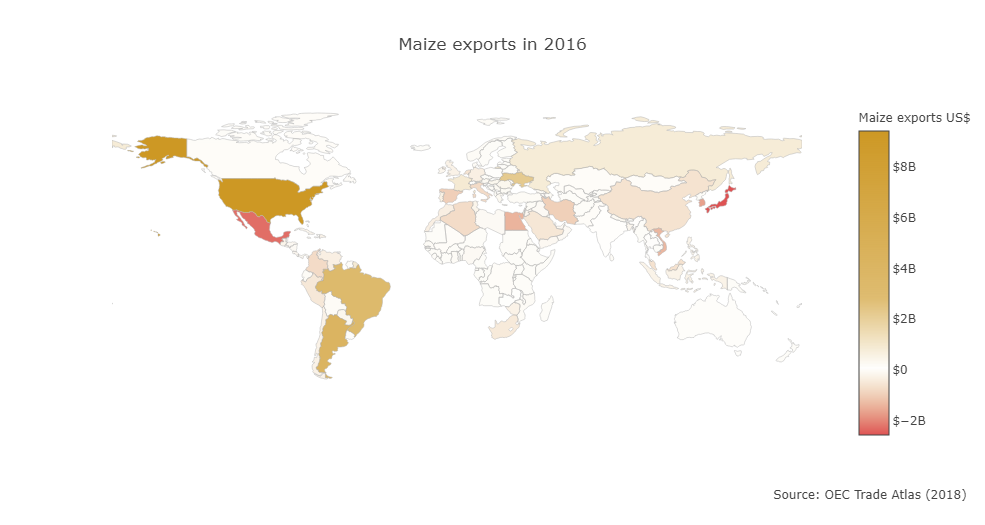 Maize exports in 2016
Maize exports US$
$8B
$6B
$4B
$2B
$0
$−2B
Source: OEC Trade Atlas (2018)